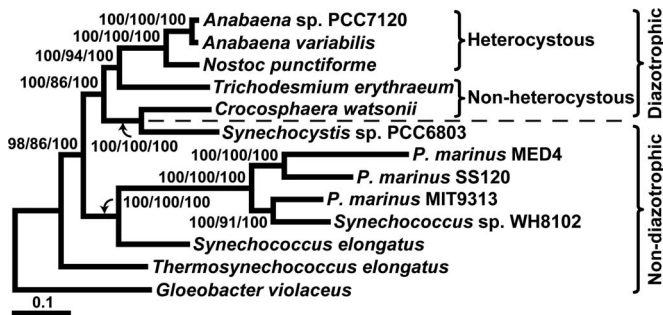 100/100/100
Anabaena sp. PCC7120
100/100/100
Anabaena variabilis
Heterocystous
100/94/100
Nostoc punctiforme
100/86/100
Trichodesmium erythraeum
Non-heterocystous
Crocosphaera watsonii
Diazotrophic
Synechocystis sp. PCC6803
98/86/100
100/100/100
100/100/100
P. marinus MED4
100/100/100
P. marinus SS120
100/100/100
P. marinus MIT9313
100/91/100
Synechococcus sp. WH8102
Synechococcus elongatus
Thermosynechococcus elongatus
Gloeobacter violaceus
Non-diazotrophic
0.1